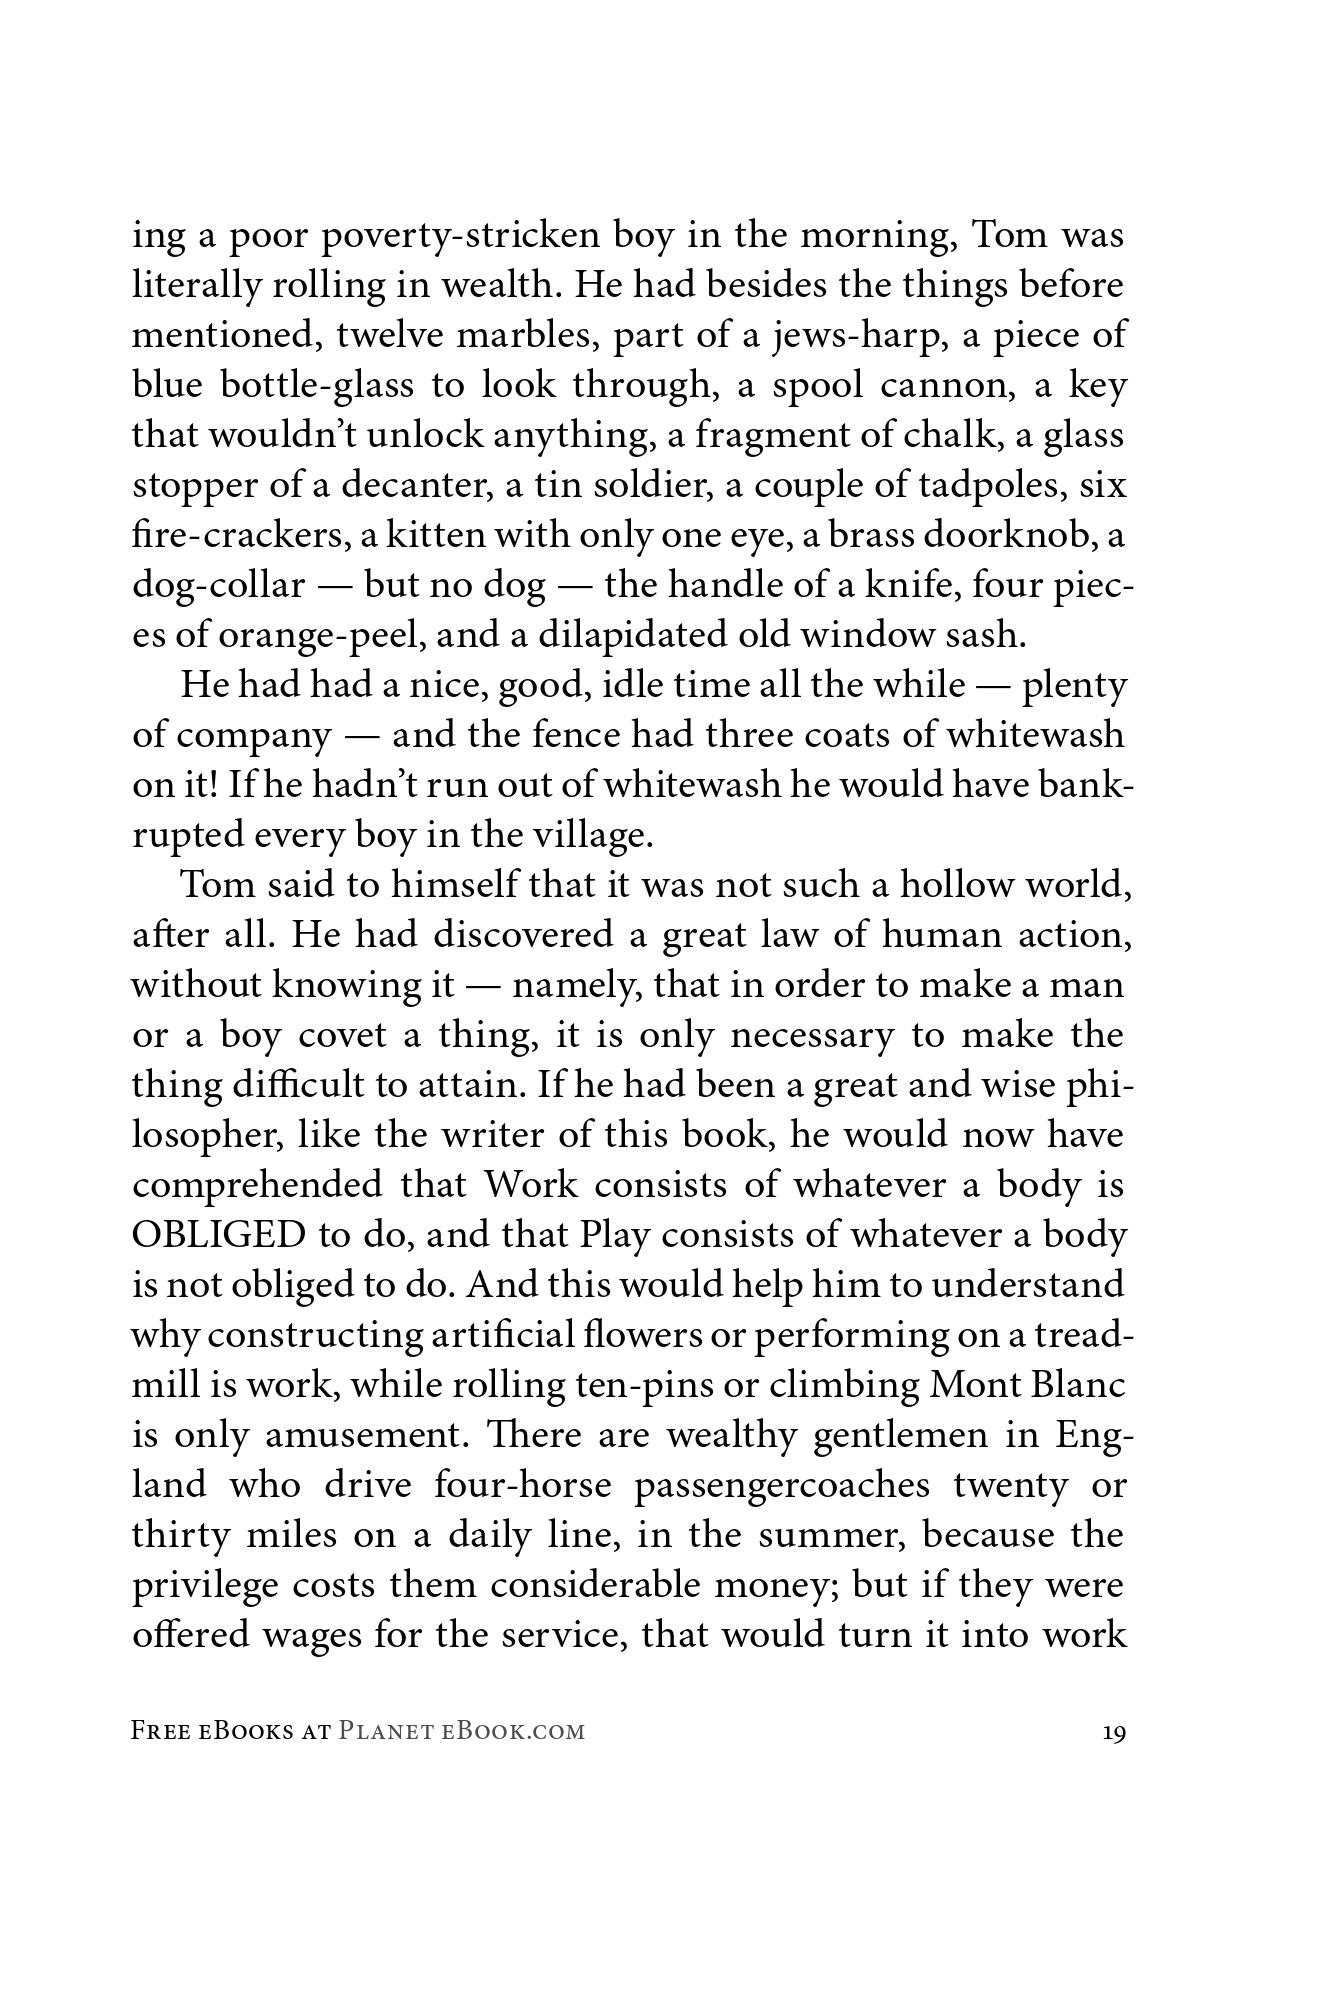 ing a poor poverty-stricken boy in the morning, Tom was
literally rolling in wealth. He had besides the things before
mentioned, twelve marbles, part of a jews-harp, a piece of
blue bottle-glass to look through, a spool cannon, a key
that wouldn’t unlock anything, a fragment of chalk, a glass
stopper of a decanter, a tin soldier, a couple of tadpoles, six
fire-crackers, a kitten with only one eye, a brass doorknob, a
dog-collar — but no dog — the handle of a knife, four piec-
es of orange-peel, and a dilapidated old window sash.
He had had a nice, good, idle time all the while — plenty
of company — and the fence had three coats of whitewash
on it! If he hadn’t run out of whitewash he would have bank-
rupted every boy in the village.
Tom said to himself that it was not such a hollow world,
after all. He had discovered a great law of human action,
without knowing it — namely, that in order to make a man
or a boy covet a thing, it is only necessary to make the
thing difficult to attain. If he had been a great and wise phi-
losopher, like the writer of this book, he would now have
comprehended that Work consists of whatever a body is
OBLIGED to do, and that Play consists of whatever a body
is not obliged to do. And this would help him to understand
why constructing artificial flowers or performing on a tread-
mill is work, while rolling ten-pins or climbing Mont Blanc
is only amusement. There are wealthy gentlemen in Eng-
land who drive four-horse passengercoaches twenty or
thirty miles on a daily line, in the summer, because the
privilege costs them considerable money; but if they were
offered wages for the service, that would turn it into work
Free eBooks at Planet eBook.com 19